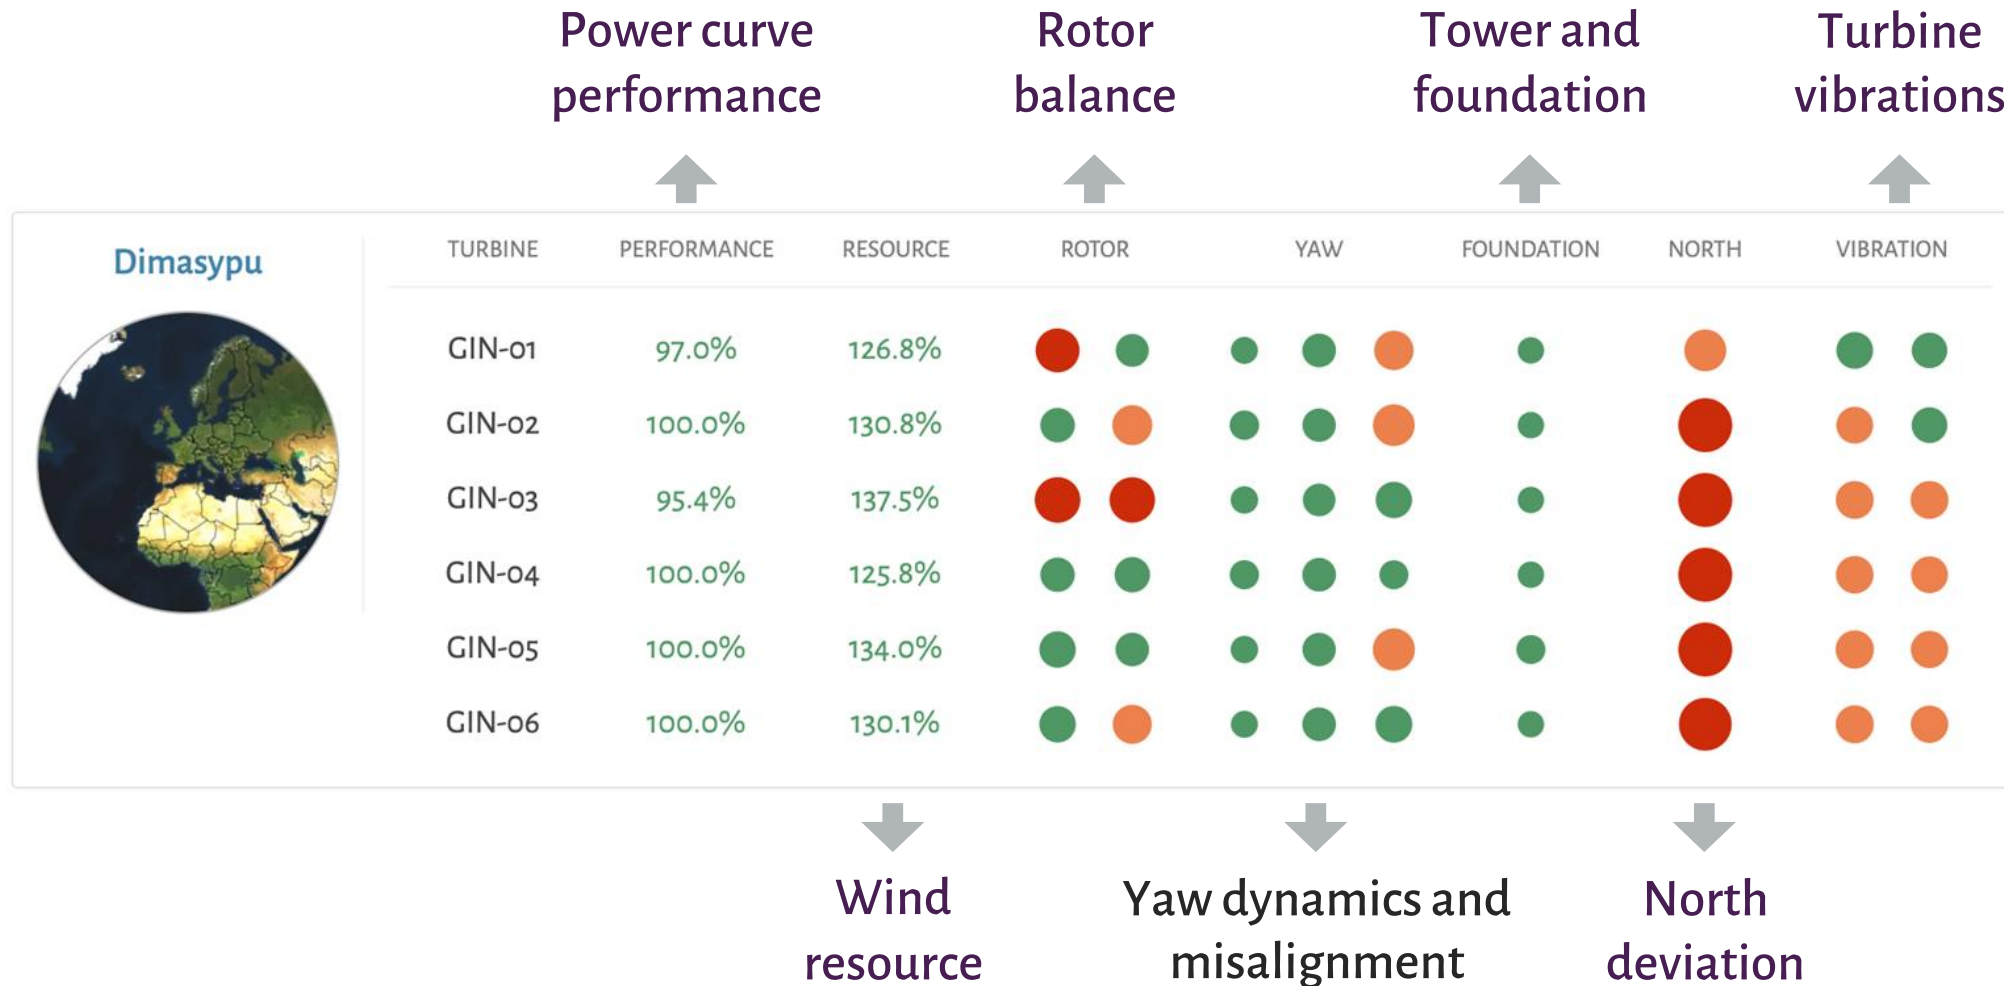 Power curve
performance
Rotor
balance
Tower and
foundation
Turbine
vibrations
Dimasypu
TURBINE PERFORMANCE RESOURCE ROTOR YAW FOUNDATION NORTH VIBRATION
GIN-01 97.0% 126.8%
GIN-02 100.0% 130.8%
GIN-03 95.4% 137.5%
GIN-04 100.0% 125.8%
GIN-05 100.0% 134.0%
GIN-06 100.0% 130.1%
Wind
resource
Yaw dynamics and
misalignment
North
deviation